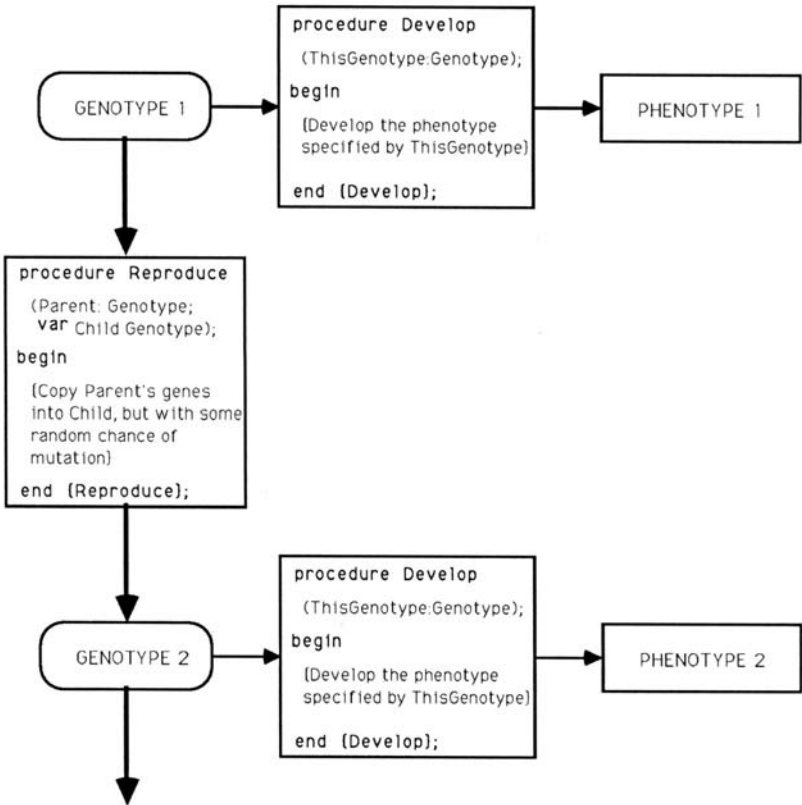 procedure Develop
(ThisGenotype:Genotype);
begin
{Develop the phenotype
specified by ThisGenotype}
end {Develop};
GENOTYPE 1
PHENOTYPE 1
procedure Reproduce
(Parent: Genotype;
var Child Genotype);
begin
{Copy Parent's genes
into Child, but with some
random chance of
mutation}
end {Reproduce};
procedure Develop
(ThisGenotype:Genotype);
begin
{Develop the phenotype
specified by ThisGenotype}
end {Develop};
GENOTYPE 2
PHENOTYPE 2